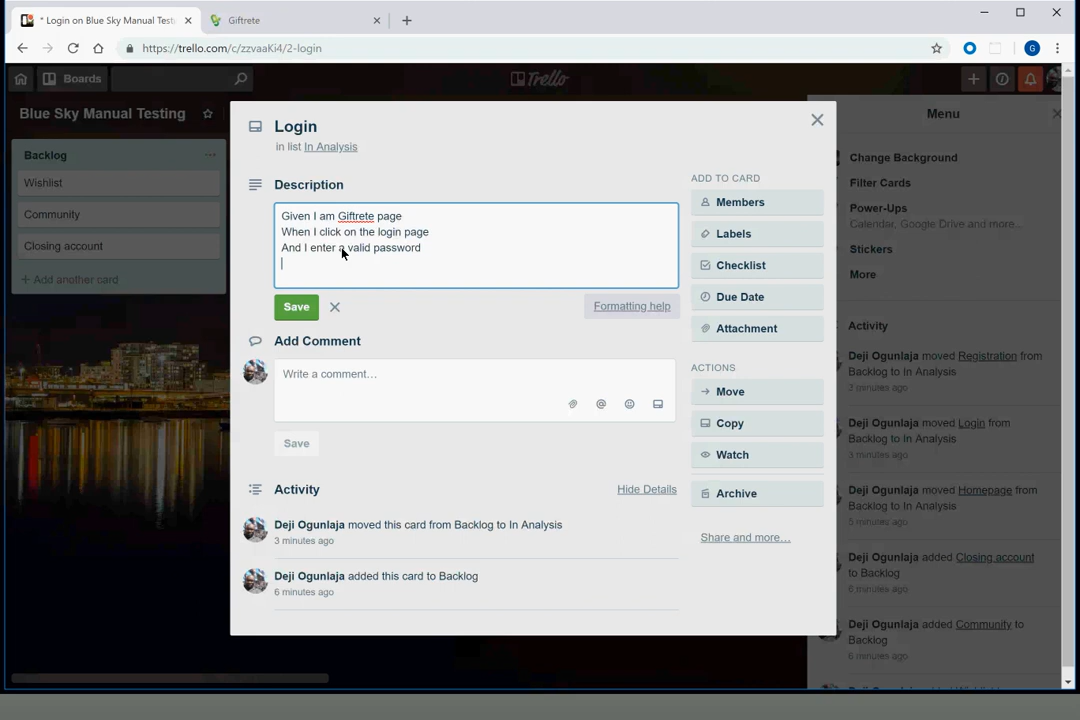 * Login on Blue Sky Manual Testi
Giftrete
https://trello.com/c/zzvaaKi4/2-login
G
Boards
Trello
Blue Sky Manual Testing
Menu
Backlog
Wishlist
Community
Closing account
+ Add another card
Login
in list In Analysis
Description
Given I am Giftrete page
When I click on the login page
And I enter a valid password
Save
Formatting help
Add Comment
Write a comment…
Save
Activity
Hide Details
Deji Ogunlaja moved this card from Backlog to In Analysis
3 minutes ago
Deji Ogunlaja added this card to Backlog
6 minutes ago
ADD TO CARD
Members
Labels
Checklist
Due Date
Attachment
ACTIONS
Move
Copy
Watch
Archive
Share and more…
Change Background
Filter Cards
Power-Ups
Calendar, Google Drive and more…
Stickers
More
Activity
Deji Ogunlaja moved Registration from
Backlog to In Analysis
minutes ago
Deji Ogunlaja moved Login from
Backlog to In Analysis
3 minutes ago
Deji Ogunlaja moved Homepage from
Backlog to In Analysis
minutes ago
Deji Ogunlaja added Closing account
to Backlog
6 minutes ago
Deji Ogunlaja added Community to
Backlog
6 minutes ago